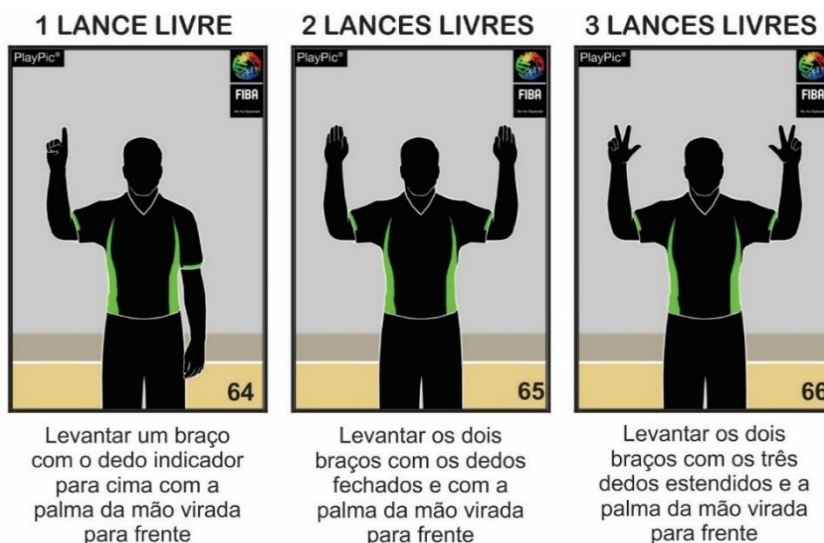 1 LANCE LIVRE
PlayPic®
FIBA
64
Levantar um braço
com o dedo indicador
para cima com a
palma da mão virada
para frente
2 LANCES LIVRES
PlayPic®
FIBA
65
Levantar os dois
braços com os dedos
fechados e com a
palma da mão virada
para frente
3 LANCES LIVRES
PlayPic®
FIBA
66
Levantar os dois
braços com os três
dedos estendidos e a
palma da mão virada
para frente